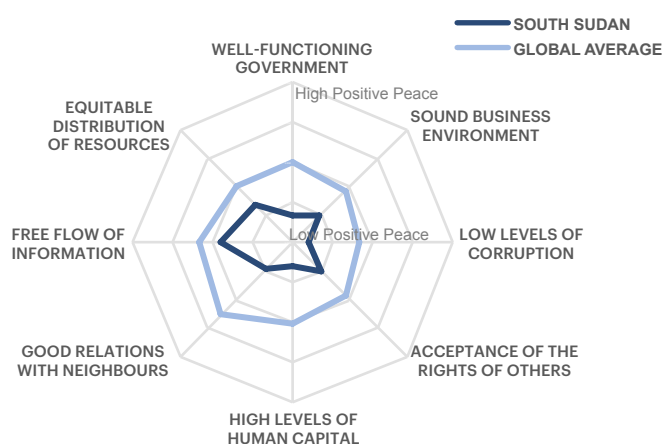 SOUTH SUDAN
GLOBAL AVERAGE
WELL-FUNCTIONING
GOVERNMENT
High Positive Peace
EQUITABLE
DISTRIBUTION
OF RESOURCES
SOUND BUSINESS
ENVIRONMENT
FREE FLOW OF
INFORMATION
Low Positive Peace
LOW LEVELS OF
CORRUPTION
GOOD RELATIONS
WITH NEIGHBOURS
ACCEPTANCE OF THE
RIGHTS OF OTHERS
HIGH LEVELS OF
HUMAN CAPITAL